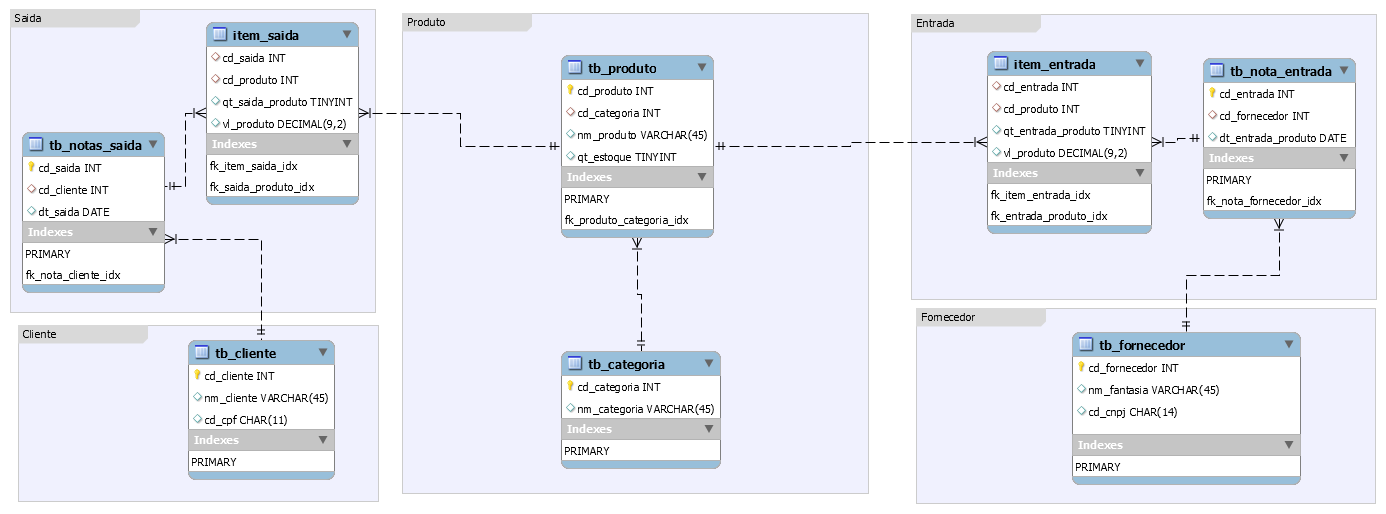 Saida
item_saida
cd_saida INT
cd_produto INT
qt_saida_produto TINYINT
vl_produto DECIMAL(9,2)
Indexes
fk_item_saida_idx
fk_saida_produto_idx
tb_notas_saida
cd_saida INT
cd_cliente INT
dt_saida DATE
Indexes
PRIMARY
fk_nota_cliente_idx
Cliente
tb_cliente
cd_cliente INT
nm_cliente VARCHAR(45)
cd_cpf CHAR(11)
Indexes
PRIMARY
Produto
tb_produto
cd_produto INT
cd_categoria INT
nm_produto VARCHAR(45)
qt_estoque TINYINT
Indexes
PRIMARY
fk_produto_categoria_idx
tb_categoria
cd_categoria INT
nm_categoria VARCHAR(45)
Indexes
PRIMARY
Entrada
item_entrada
cd_entrada INT
cd_produto INT
qt_entrada_produto TINYINT
vl_produto DECIMAL(9,2)
Indexes
fk_item_entrada_idx
fk_entrada_produto_idx
tb_nota_entrada
cd_entrada INT
cd_fornecedor INT
dt_entrada_produto DATE
Indexes
PRIMARY
fk_nota_fornecedor_idx
Fornecedor
tb_fornecedor
cd_fornecedor INT
nm_fantasia VARCHAR(45)
cd_cnpj CHAR(14)
Indexes
PRIMARY